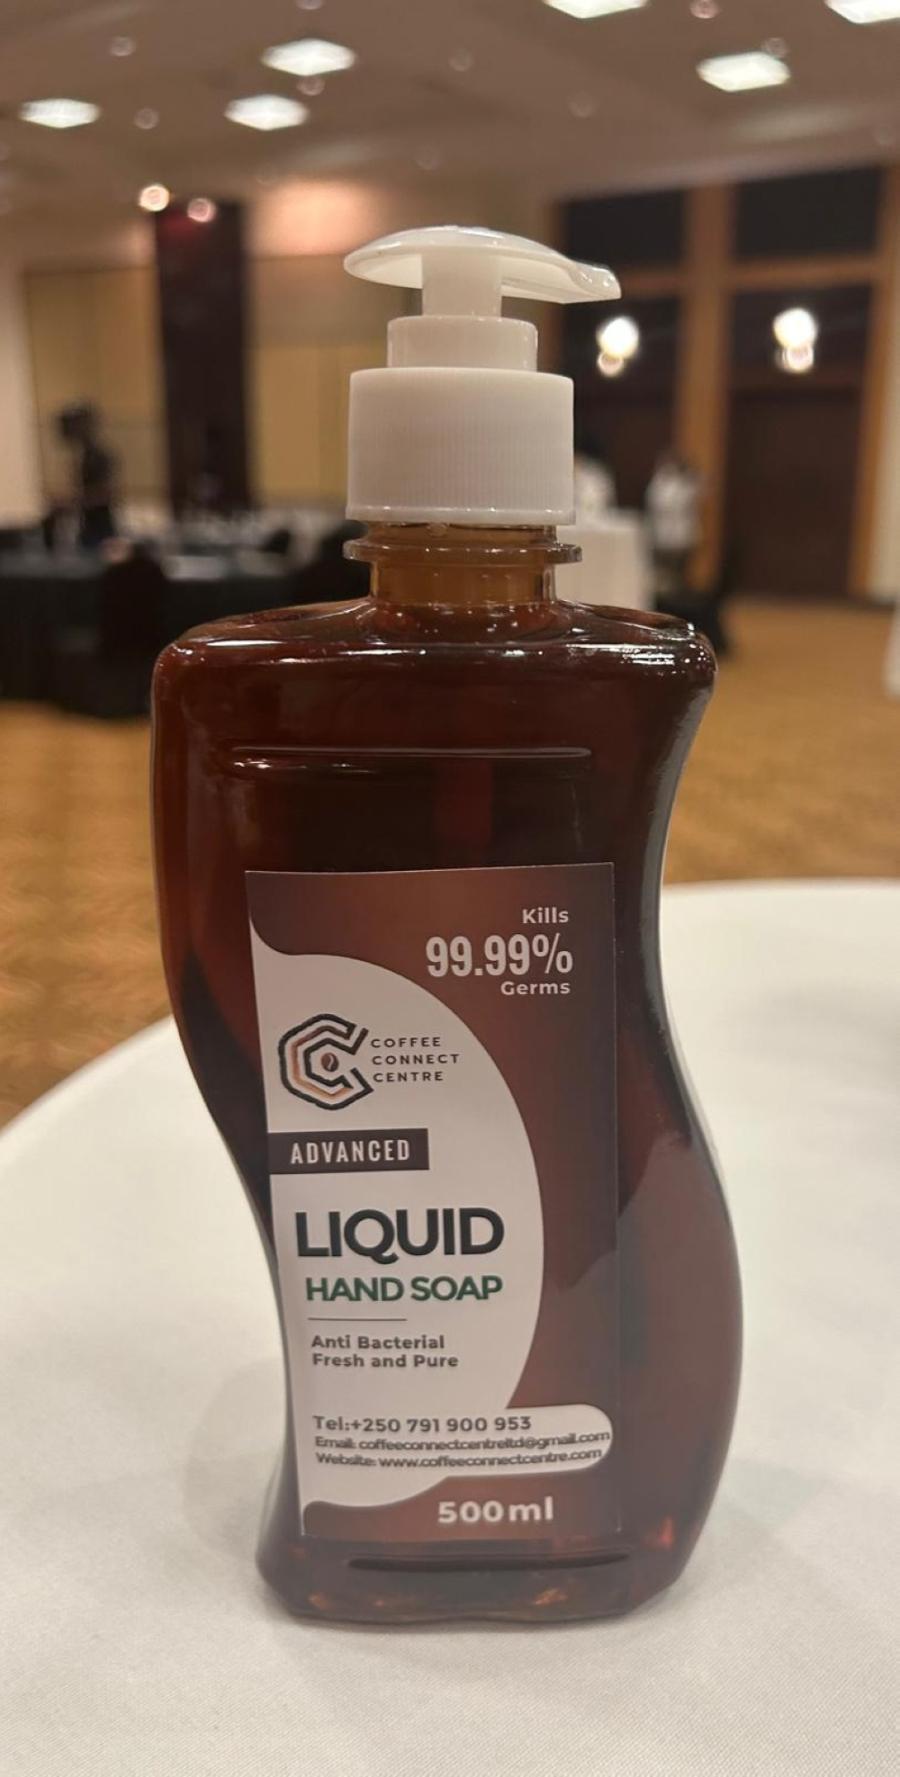 Kills
99.99%
Germs
COFFEE
CONNECT
CENTRE
ADVANCED
LIQUID
HAND SOAP
Anti Bacterial
Fresh and Pure
Tel:+250 791 900 953
Email: coffeeconnectcentreltd@gmail.com
Website: www.coffeeconnectcentre.com
500ml